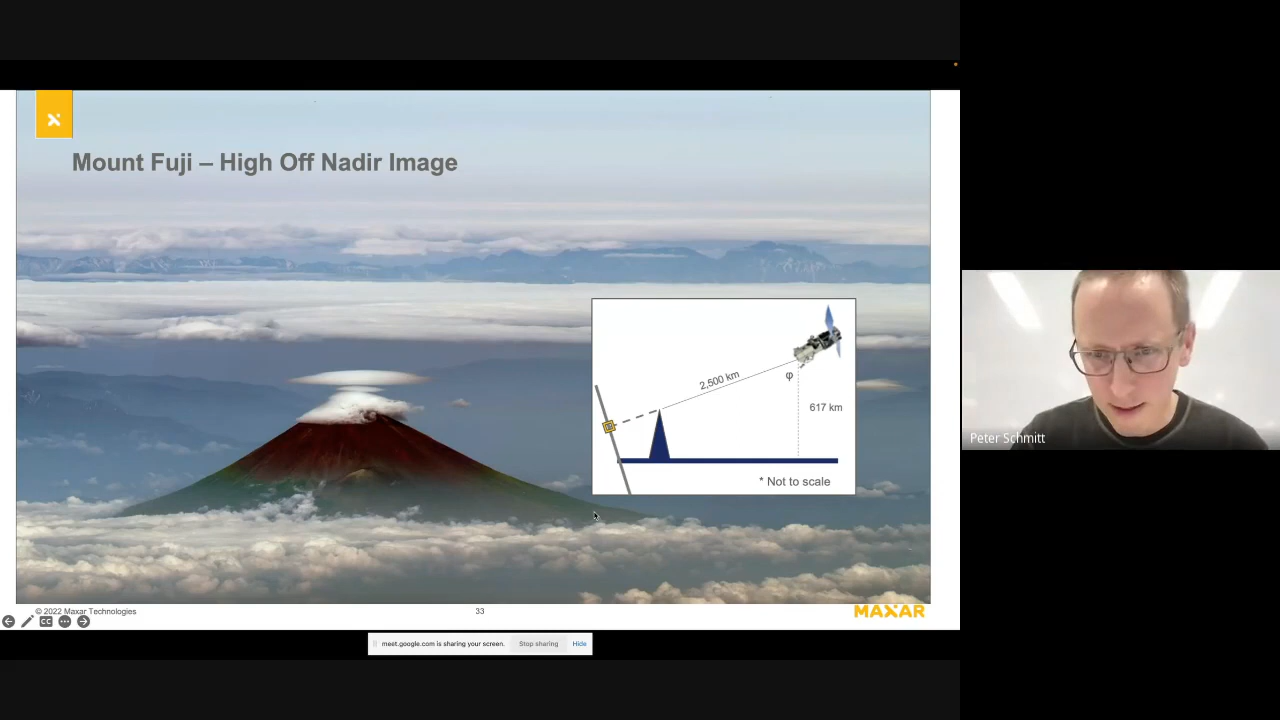 Mount Fuji – High Off Nadir Image
2,500 km
φ
617 km
* Not to scale
© 2022 Maxar Technologies
33
MAXAR
CC
meet.google.com is sharing your screen.
Stop sharing
Hide
Peter Schmitt